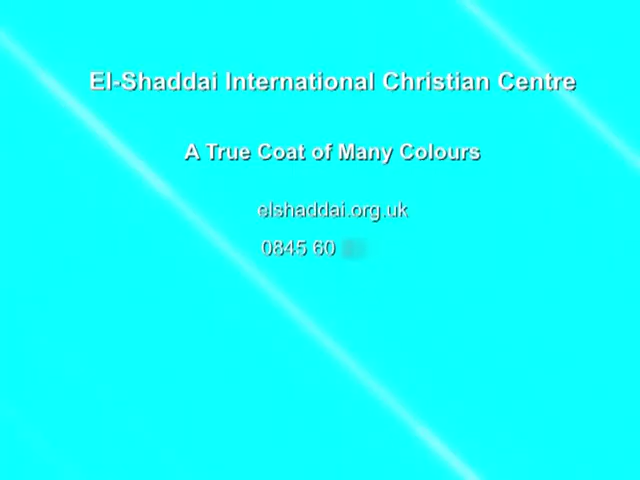 El-Shaddai International Christian Centre
A True Coat of Many Colours
elshaddai.org.uk
0845 60